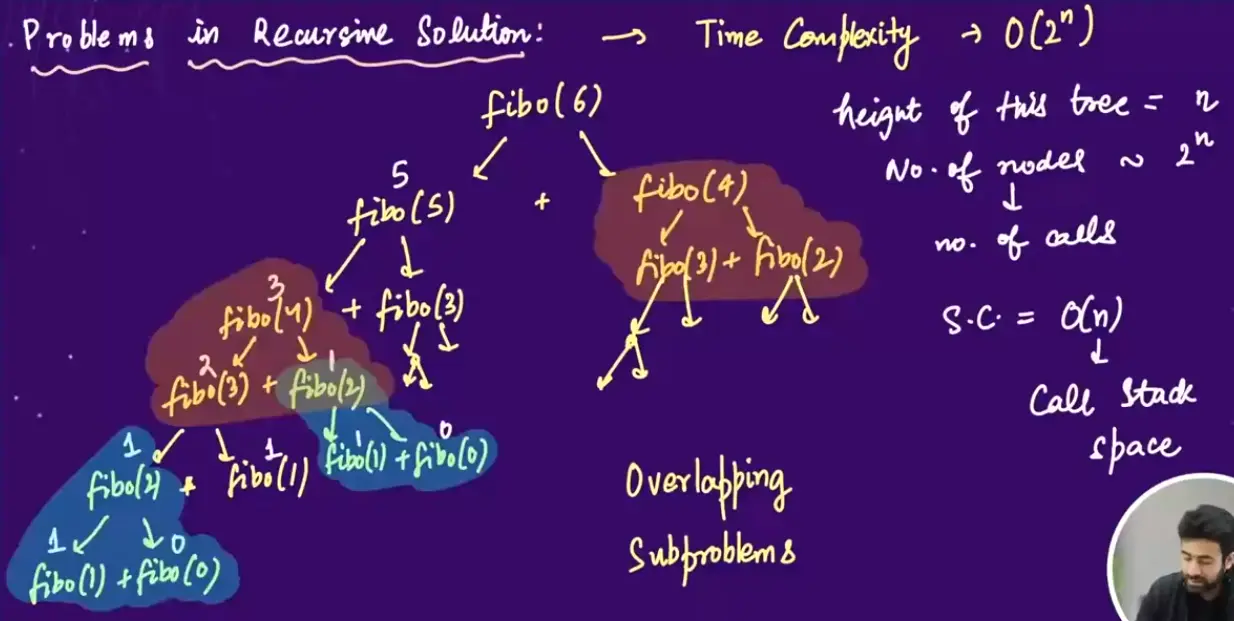 . Problems in Recursive Solution: → Time Complexity → O(2ⁿ)
fibo(6)
height of this tree = n
No. of nodes ~ 2ⁿ
↓
no. of calls
5
fibo(5) + fibo(4)
fibo(3) + fibo(2)
3
fibo(4) + fibo(3)
S.C. = O(n)
↓
Call Stack
space
2 1
fibo(3) + fibo(2)
1 1 1 0
fibo(2) + fibo(1) fibo(1) + fibo(0)
1 0
fibo(1) + fibo(0)
Overlapping
Subproblems